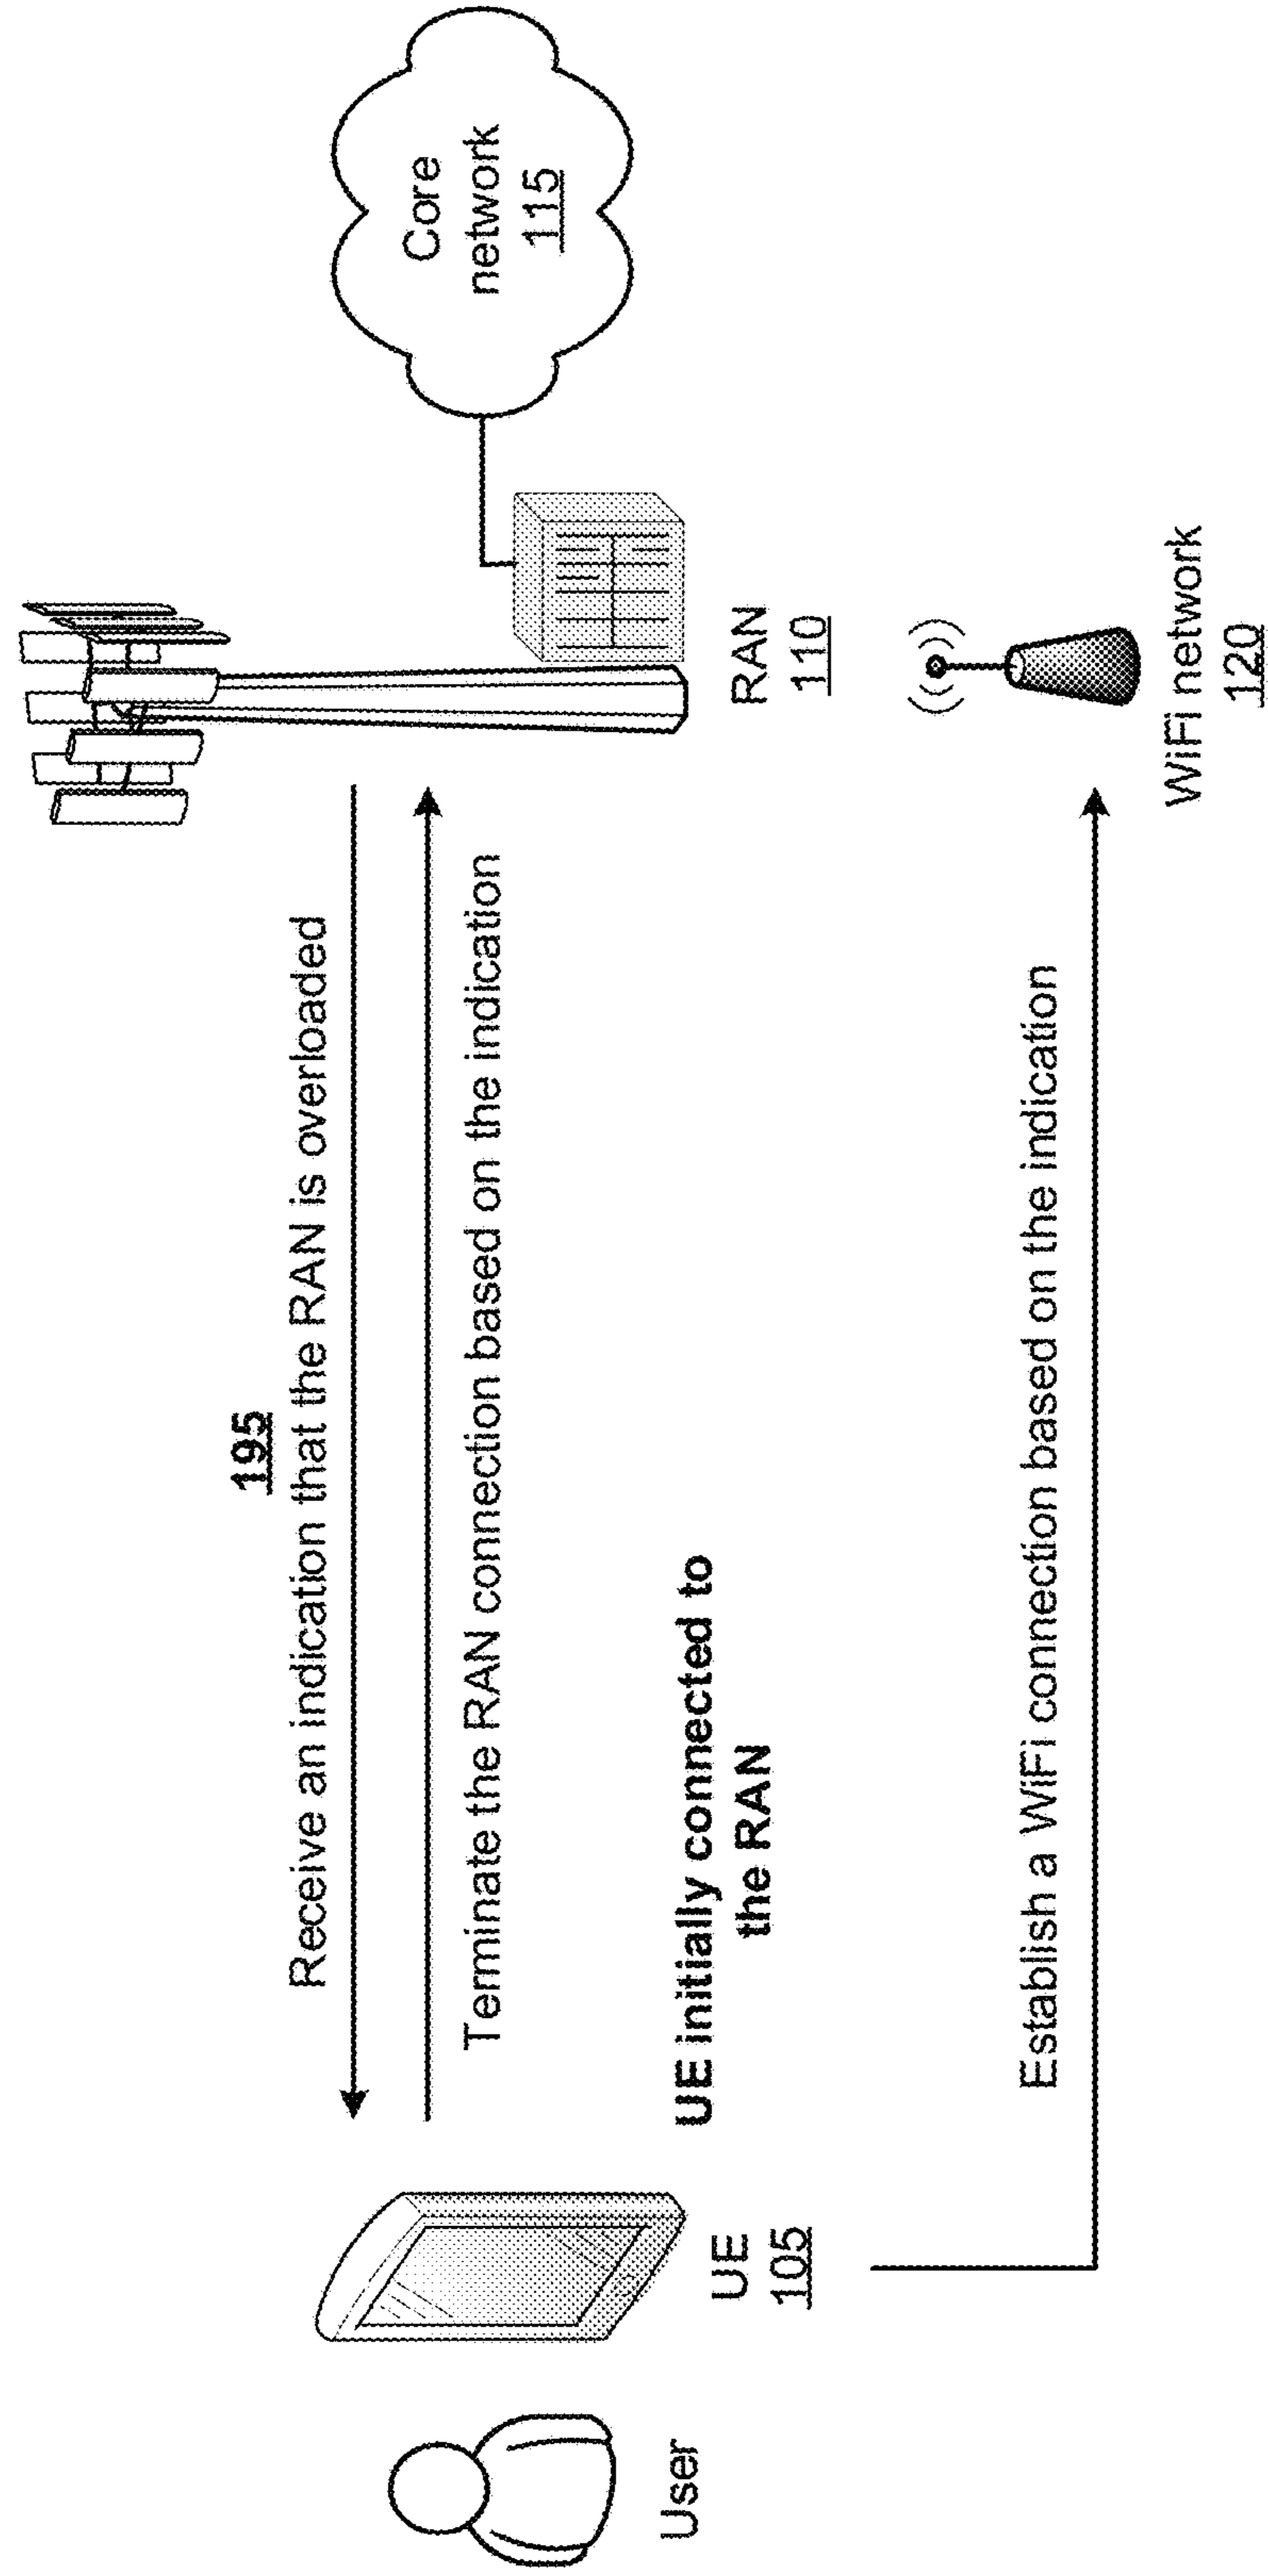 195
Receive an indication that the RAN is overloaded
Terminate the RAN connection based on the indication
UE initially connected to
the RAN
Establish a WiFi connection based on the indication
User
UE
105
RAN
110
Core
network
115
WiFi network
120